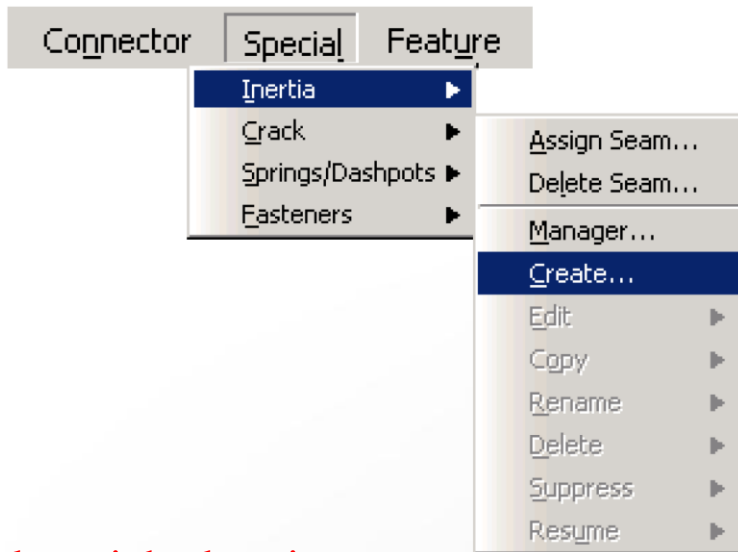 Connector Special Feature
Inertia
Crack
Springs/Dashpots
Fasteners
Assign Seam...
Delete Seam...
Manager...
Create...
Edit
Copy
Rename
Delete
Suppress
Resume